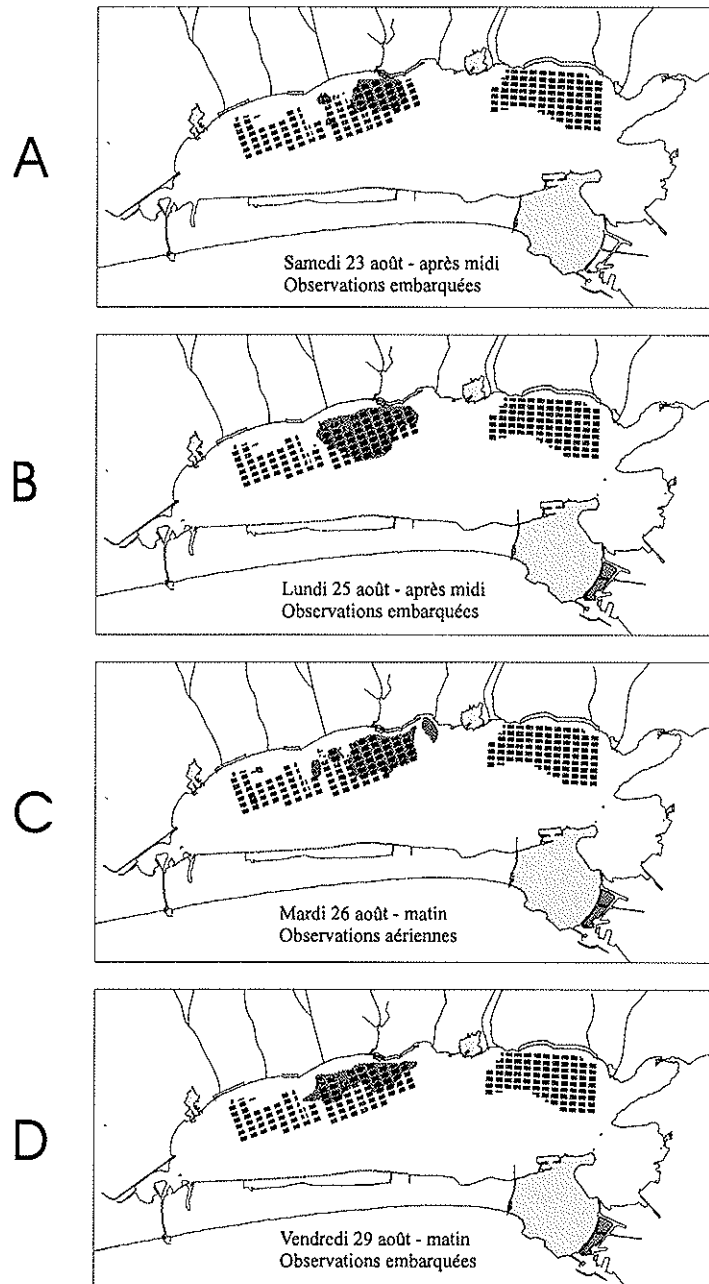 A
Samedi 23 août - après midi
Observations embarquées
B
Lundi 25 août - après midi
Observations embarquées
C
Mardi 26 août - matin
Observations aériennes
D
Vendredi 29 août - matin
Observations embarquées